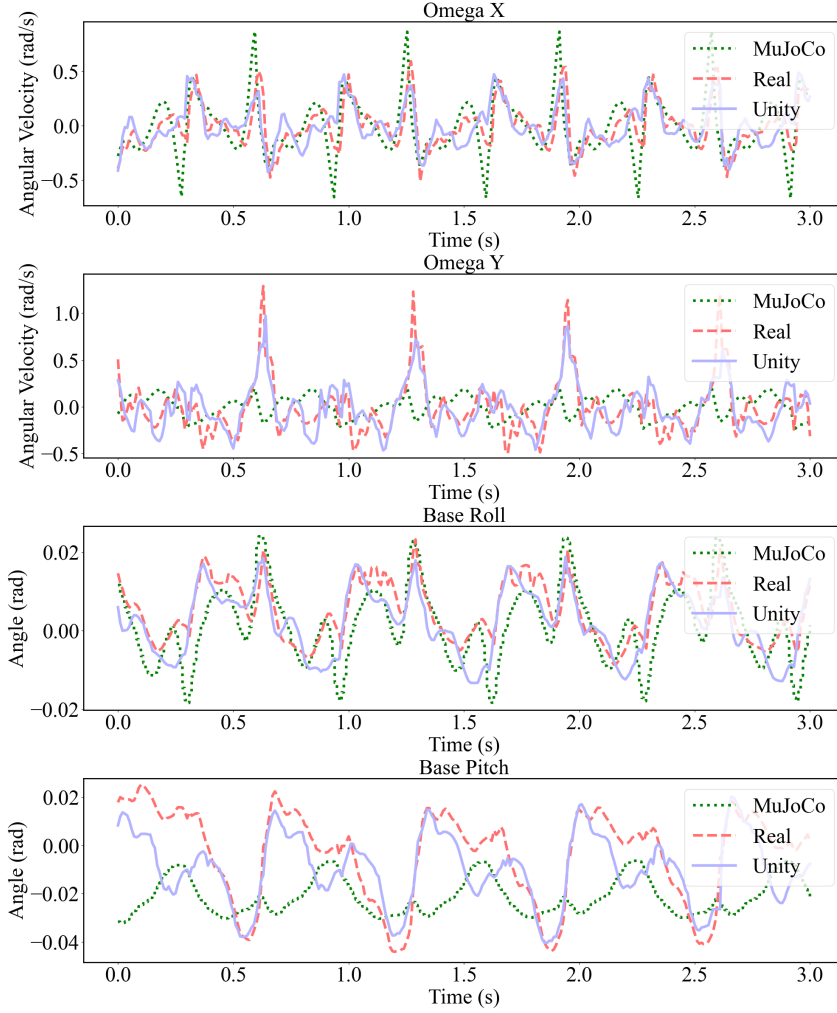 Omega X
Angular Velocity (rad/s)
0.5
0.0
−0.5
MuJoCo
Real
Unity
0.0 0.5 1.0 1.5 2.0 2.5 3.0
Time (s)
Omega Y
Angular Velocity (rad/s)
1.0
0.5
0.0
−0.5
MuJoCo
Real
Unity
0.0 0.5 1.0 1.5 2.0 2.5 3.0
Time (s)
Base Roll
Angle (rad)
0.02
0.00
−0.02
MuJoCo
Real
Unity
0.0 0.5 1.0 1.5 2.0 2.5 3.0
Time (s)
Base Pitch
Angle (rad)
0.02
0.00
−0.02
−0.04
MuJoCo
Real
Unity
0.0 0.5 1.0 1.5 2.0 2.5 3.0
Time (s)